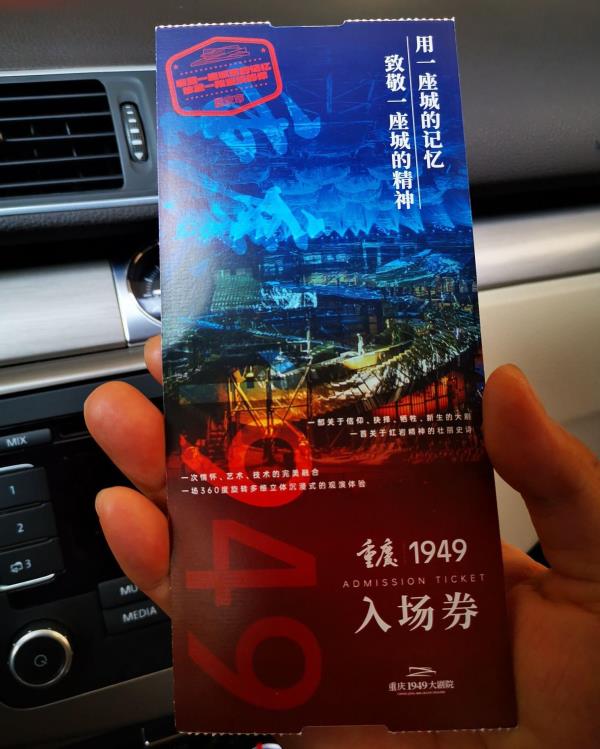 用一座城的记忆
致敬一座城的精神
一部关于信仰、抉择、牺牲、新生的大剧
一首关于红岩精神的壮丽史诗
一次情怀、艺术、技术的完美融合
一场360度旋转多维立体沉浸式的观演体验
1949
重庆 1949
ADMISSION TICKET
入场券
重庆1949大剧院
MIX
1
2
3
MU
MEDIA